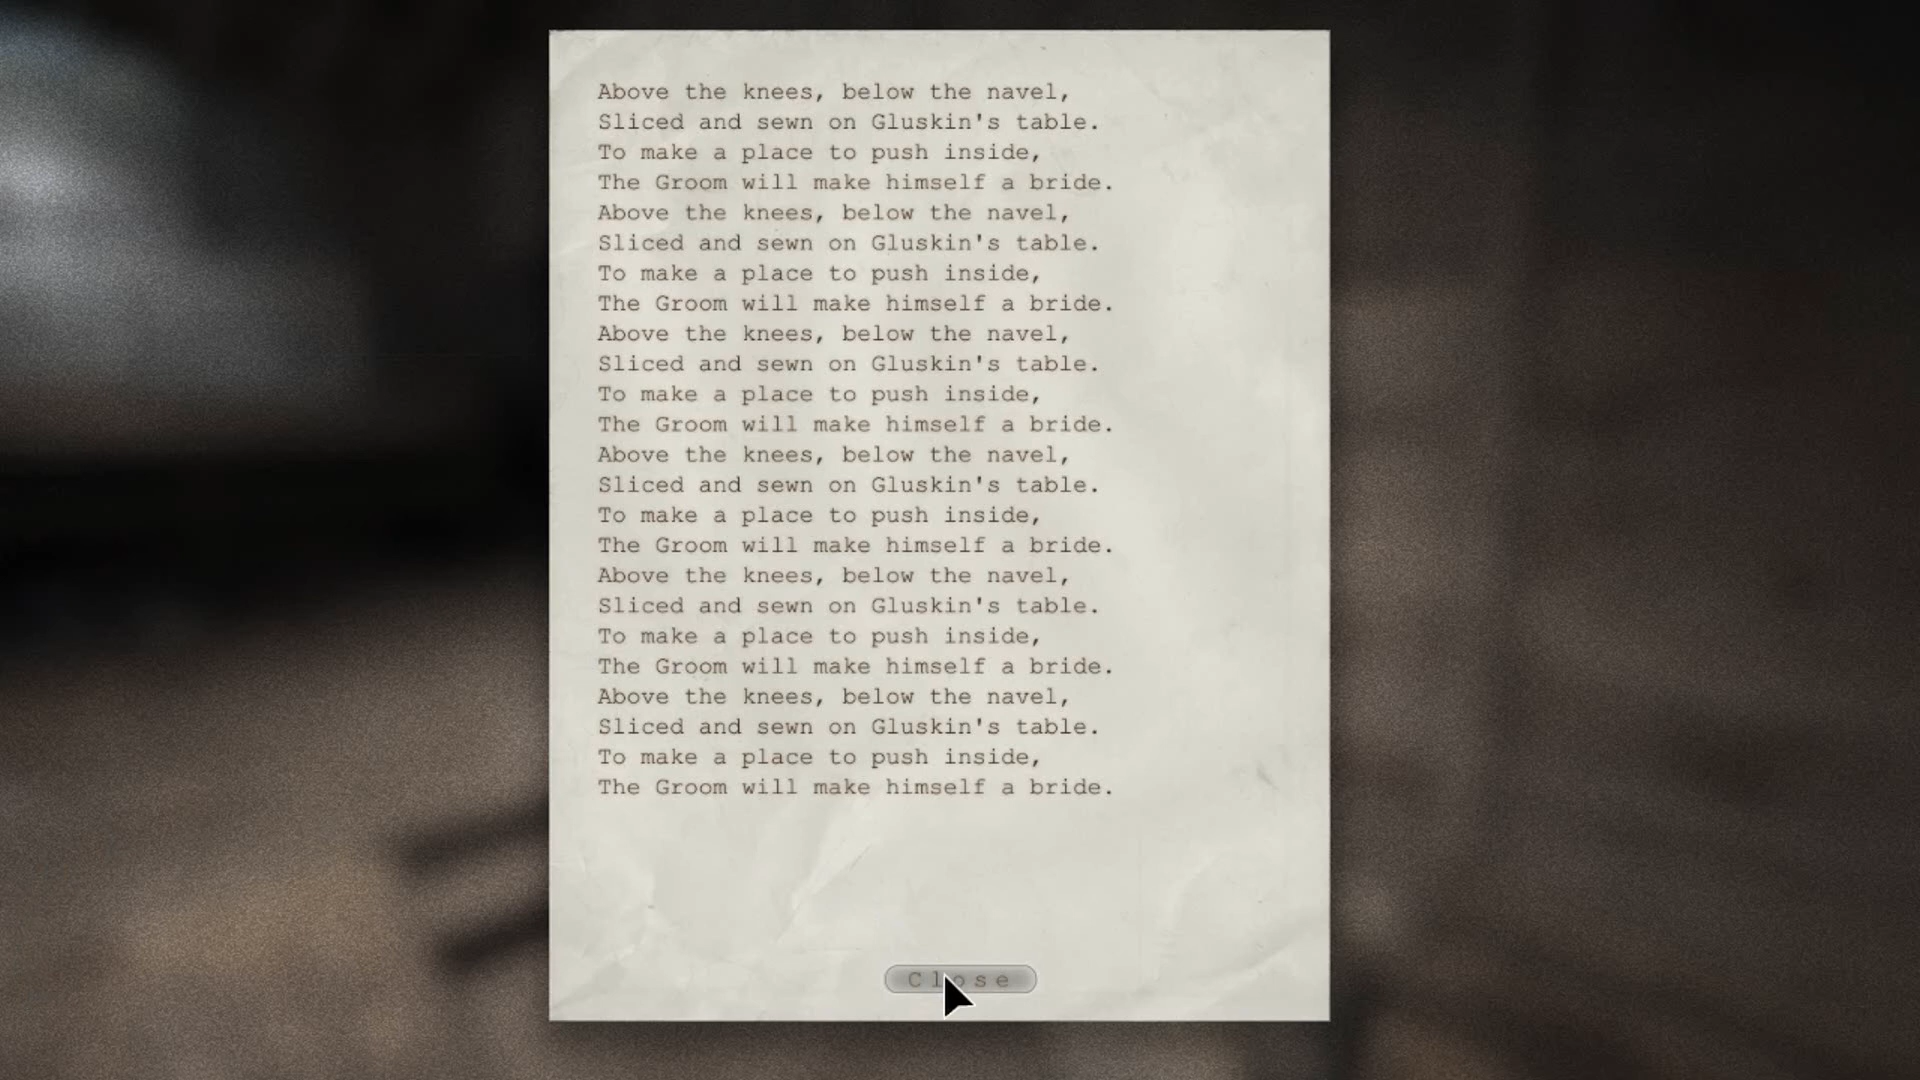 Above the knees, below the navel,
Sliced and sewn on Gluskin's table.
To make a place to push inside,
The Groom will make himself a bride.
Above the knees, below the navel,
Sliced and sewn on Gluskin's table.
To make a place to push inside,
The Groom will make himself a bride.
Above the knees, below the navel,
Sliced and sewn on Gluskin's table.
To make a place to push inside,
The Groom will make himself a bride.
Above the knees, below the navel,
Sliced and sewn on Gluskin's table.
To make a place to push inside,
The Groom will make himself a bride.
Above the knees, below the navel,
Sliced and sewn on Gluskin's table.
To make a place to push inside,
The Groom will make himself a bride.
Above the knees, below the navel,
Sliced and sewn on Gluskin's table.
To make a place to push inside,
The Groom will make himself a bride.
Close